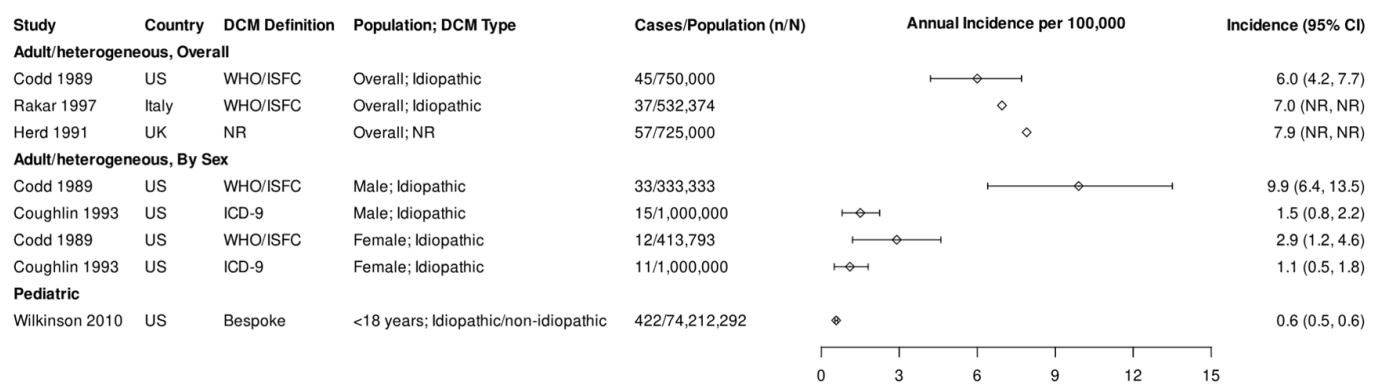 Study Country DCM Definition Population; DCM Type Cases/Population (n/N) Annual Incidence per 100,000 Incidence (95% CI)
Adult/heterogeneous, Overall
Codd 1989 US WHO/ISFC Overall; Idiopathic 45/750,000 6.0 (4.2, 7.7)
Rakar 1997 Italy WHO/ISFC Overall; Idiopathic 37/532,374 7.0 (NR, NR)
Herd 1991 UK NR Overall; NR 57/725,000 7.9 (NR, NR)
Adult/heterogeneous, By Sex
Codd 1989 US WHO/ISFC Male; Idiopathic 33/333,333 9.9 (6.4, 13.5)
Coughlin 1993 US ICD-9 Male; Idiopathic 15/1,000,000 1.5 (0.8, 2.2)
Codd 1989 US WHO/ISFC Female; Idiopathic 12/413,793 2.9 (1.2, 4.6)
Coughlin 1993 US ICD-9 Female; Idiopathic 11/1,000,000 1.1 (0.5, 1.8)
Pediatric
Wilkinson 2010 US Bespoke <18 years; Idiopathic/non-idiopathic 422/74,212,292 0.6 (0.5, 0.6)
0 3 6 9 12 15